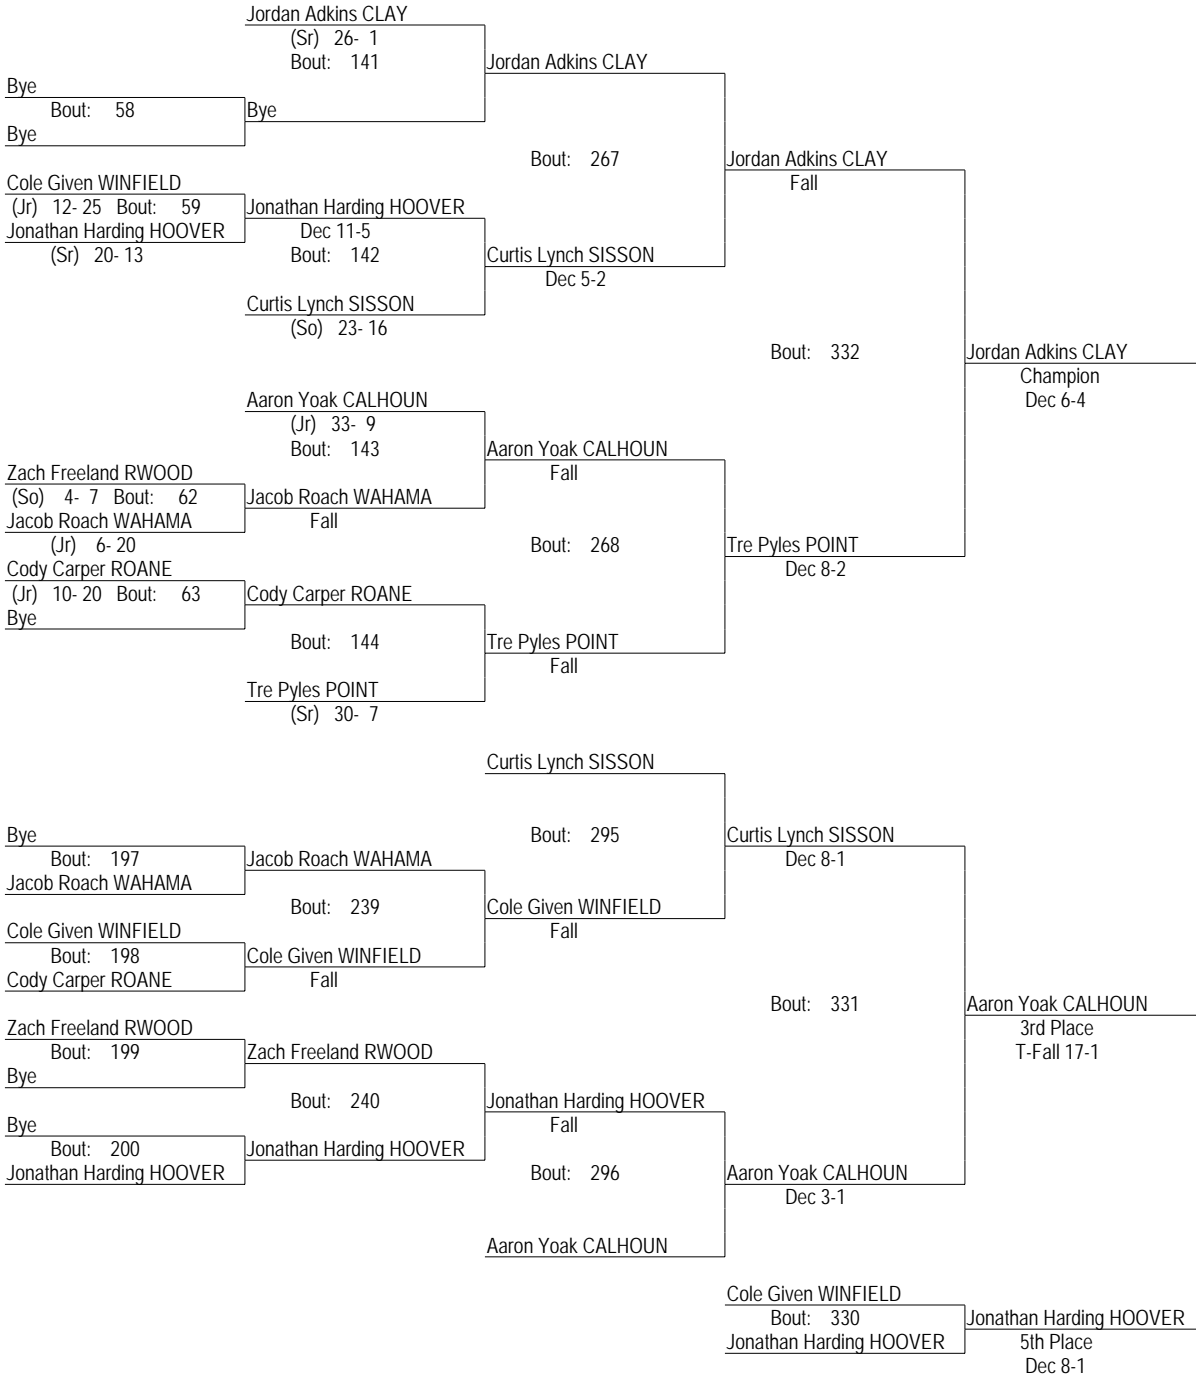 Jordan Adkins CLAY
(Sr) 26- 1
Bout: 141
Jordan Adkins CLAY
Bye
Bout: 58
Bye
Bye
Bout: 267
Jordan Adkins CLAY
Fall
Cole Given WINFIELD
(Jr) 12- 25 Bout: 59
Jonathan Harding HOOVER
(Sr) 20- 13
Jonathan Harding HOOVER
Dec 11-5
Bout: 142
Curtis Lynch SISSON
Dec 5-2
Curtis Lynch SISSON
(So) 23- 16
Bout: 332
Jordan Adkins CLAY
Champion
Dec 6-4
Aaron Yoak CALHOUN
(Jr) 33- 9
Bout: 143
Aaron Yoak CALHOUN
Fall
Zach Freeland RWOOD
(So) 4- 7 Bout: 62
Jacob Roach WAHAMA
(Jr) 6- 20
Jacob Roach WAHAMA
Fall
Bout: 268
Tre Pyles POINT
Dec 8-2
Cody Carper ROANE
(Jr) 10- 20 Bout: 63
Bye
Cody Carper ROANE
Bout: 144
Tre Pyles POINT
Fall
Tre Pyles POINT
(Sr) 30- 7
Curtis Lynch SISSON
Bout: 295
Curtis Lynch SISSON
Dec 8-1
Bye
Bout: 197
Jacob Roach WAHAMA
Jacob Roach WAHAMA
Bout: 239
Cole Given WINFIELD
Fall
Cole Given WINFIELD
Bout: 198
Cody Carper ROANE
Cole Given WINFIELD
Fall
Bout: 331
Aaron Yoak CALHOUN
3rd Place
T-Fall 17-1
Zach Freeland RWOOD
Bout: 199
Bye
Zach Freeland RWOOD
Bout: 240
Jonathan Harding HOOVER
Fall
Bye
Bout: 200
Jonathan Harding HOOVER
Jonathan Harding HOOVER
Bout: 296
Aaron Yoak CALHOUN
Dec 3-1
Aaron Yoak CALHOUN
Cole Given WINFIELD
Bout: 330
Jonathan Harding HOOVER
Jonathan Harding HOOVER
5th Place
Dec 8-1